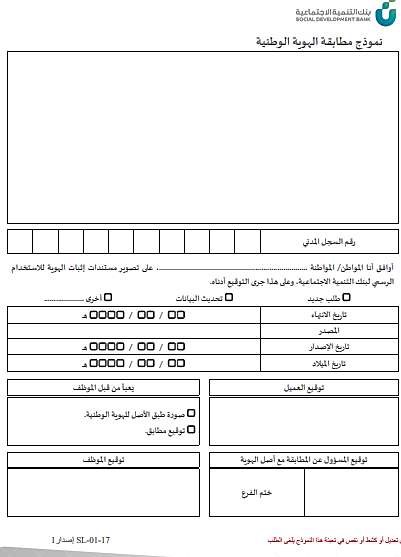 بنك التنمية الاجتماعية
SOCIAL DEVELOPMENT BANK
نموذج مطابقة الهوية الوطنية
رقم السجل المدني
أوافق أنا المواطن/ المواطنة ........................................ على تصوير مستندات إثبات الهوية للاستخدام
الرسمي لبنك التنمية الاجتماعية، وعلى هذا جرى التوقيع أدناه.
طلب جديد تحديث البيانات أخرى ....................
تاريخ الانتهاء / / هـ
المصدر
تاريخ الإصدار / / هـ
تاريخ الميلاد / / هـ
توقيع العميل
يعبأ من قبل الموظف
صورة طبق الأصل للهوية الوطنية.
توقيع مطابق.
توقيع المسؤول عن المطابقة مع أصل الهوية
توقيع الموظف
ختم الفرع
تعديل أو كشط أو نقص في تعبئة هذا النموذج يلغي الطلب
SL-01-17 إصدار 1